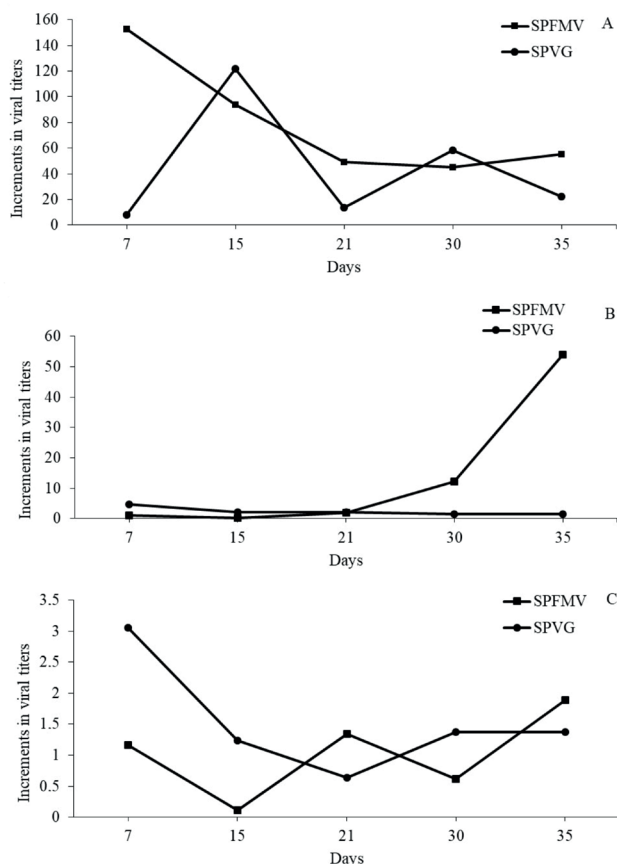 A
SPFMV
SPVG
Increments in viral titers
160
140
120
100
80
60
40
20
0
7 15 21 30 35
Days
B
SPFMV
SPVG
Increments in viral titers
60
50
40
30
20
10
0
7 15 21 30 35
Days
C
SPFMV
SPVG
Increments in viral titers
3.5
3
2.5
2
1.5
1
0.5
0
7 15 21 30 35
Days